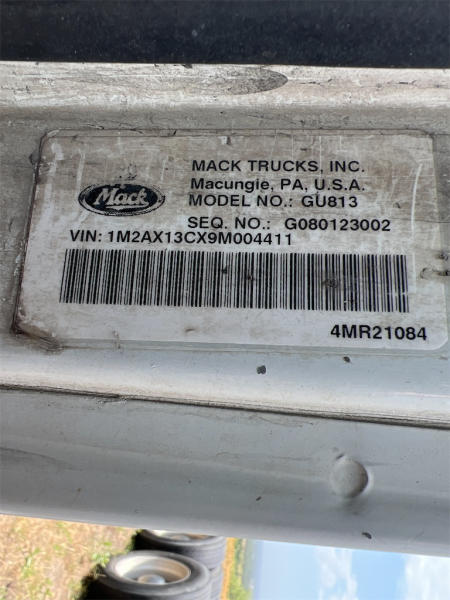 Mack
MACK TRUCKS, INC.
Macungie, PA, U.S.A.
MODEL NO.: GU813
SEQ. NO.: G080123002
VIN: 1M2AX13CX9M004411
4MR21084